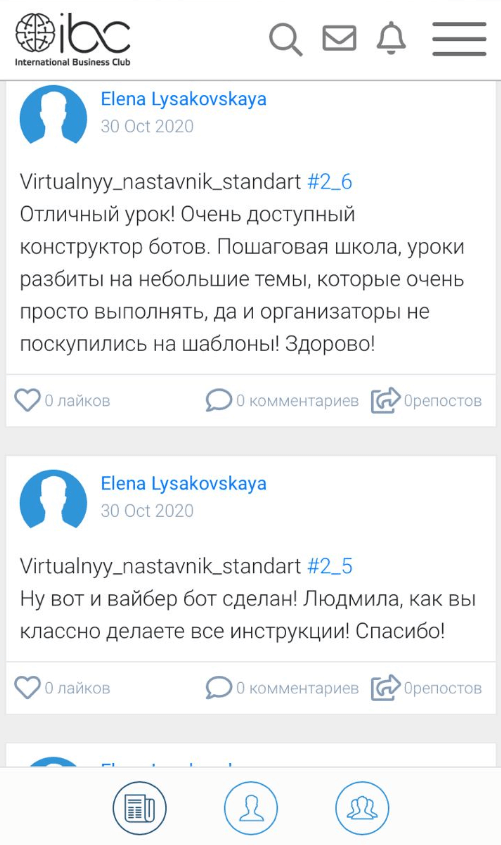 ibc
International Business Club
Elena Lysakovskaya
30 Oct 2020
Virtualnyy_nastavnik_standart #2_6
Отличный урок! Очень доступный
конструктор ботов. Пошаговая школа, уроки
разбиты на небольшие темы, которые очень
просто выполнять, да и организаторы не
поскупились на шаблоны! Здорово!
0 лайков 0 комментариев 0репостов
Elena Lysakovskaya
30 Oct 2020
Virtualnyy_nastavnik_standart #2_5
Ну вот и вайбер бот сделан! Людмила, как вы
классно делаете все инструкции! Спасибо!
0 лайков 0 комментариев 0репостов